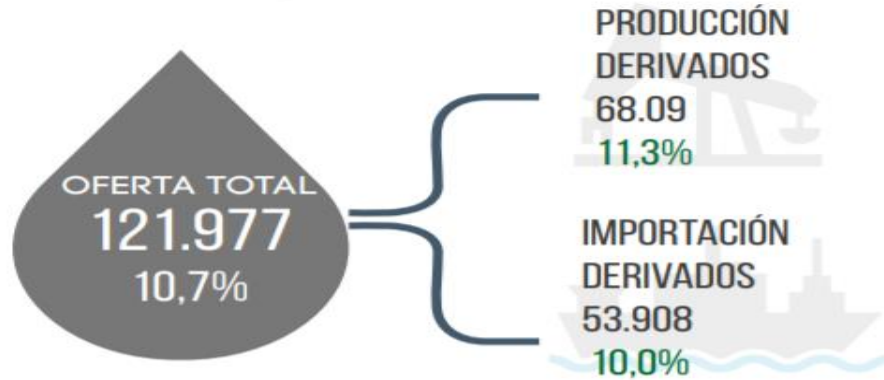 OFERTA TOTAL
121.977
10,7%
PRODUCCIÓN
DERIVADOS
68.09
11,3%
IMPORTACIÓN
DERIVADOS
53.908
10,0%